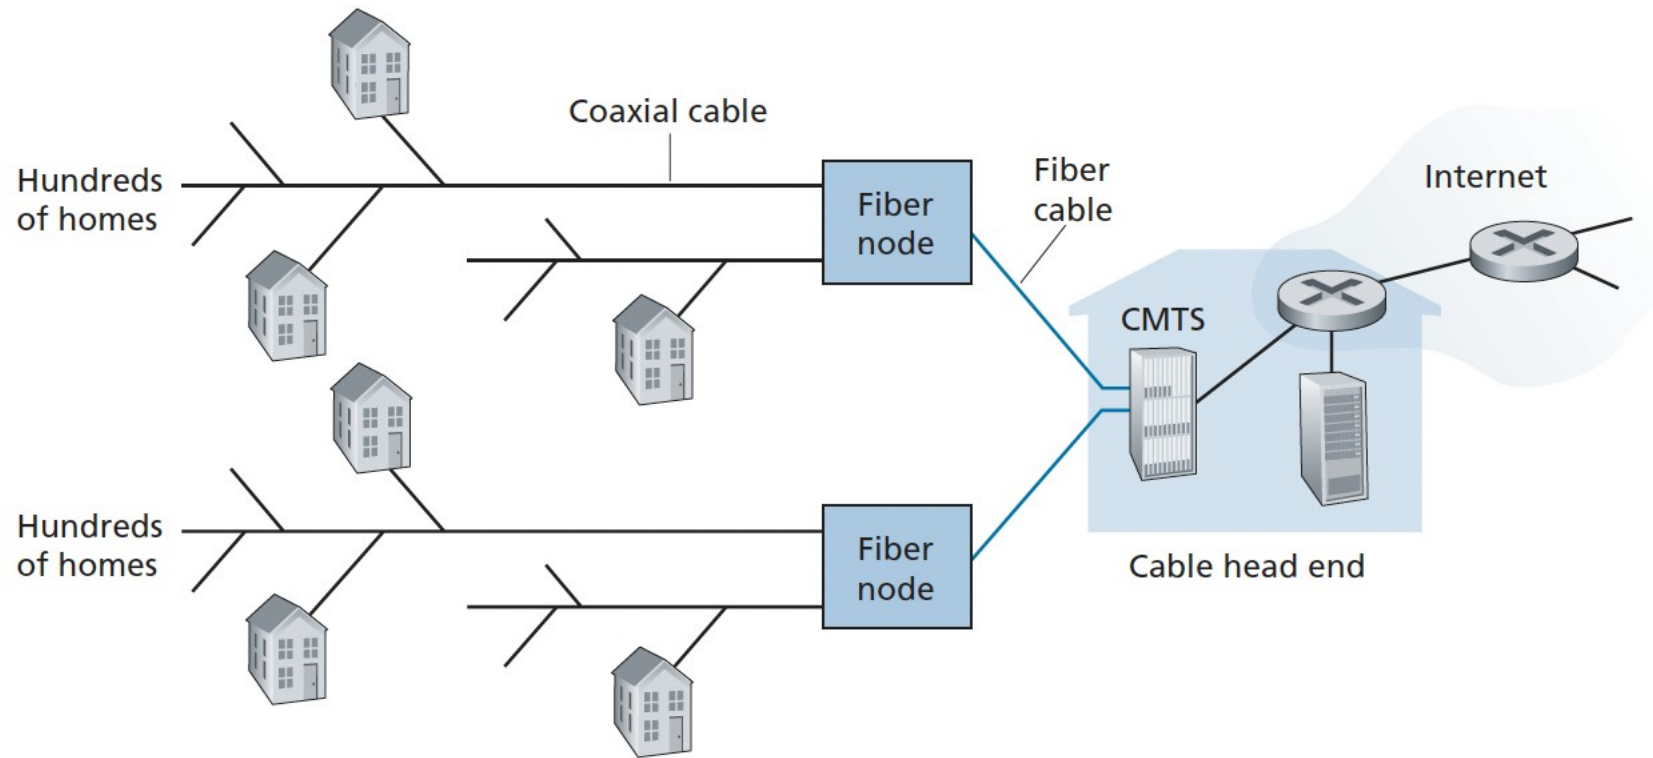 Coaxial cable
Hundreds
of homes
Fiber
node
Fiber
cable
Internet
CMTS
Hundreds
of homes
Fiber
node
Cable head end